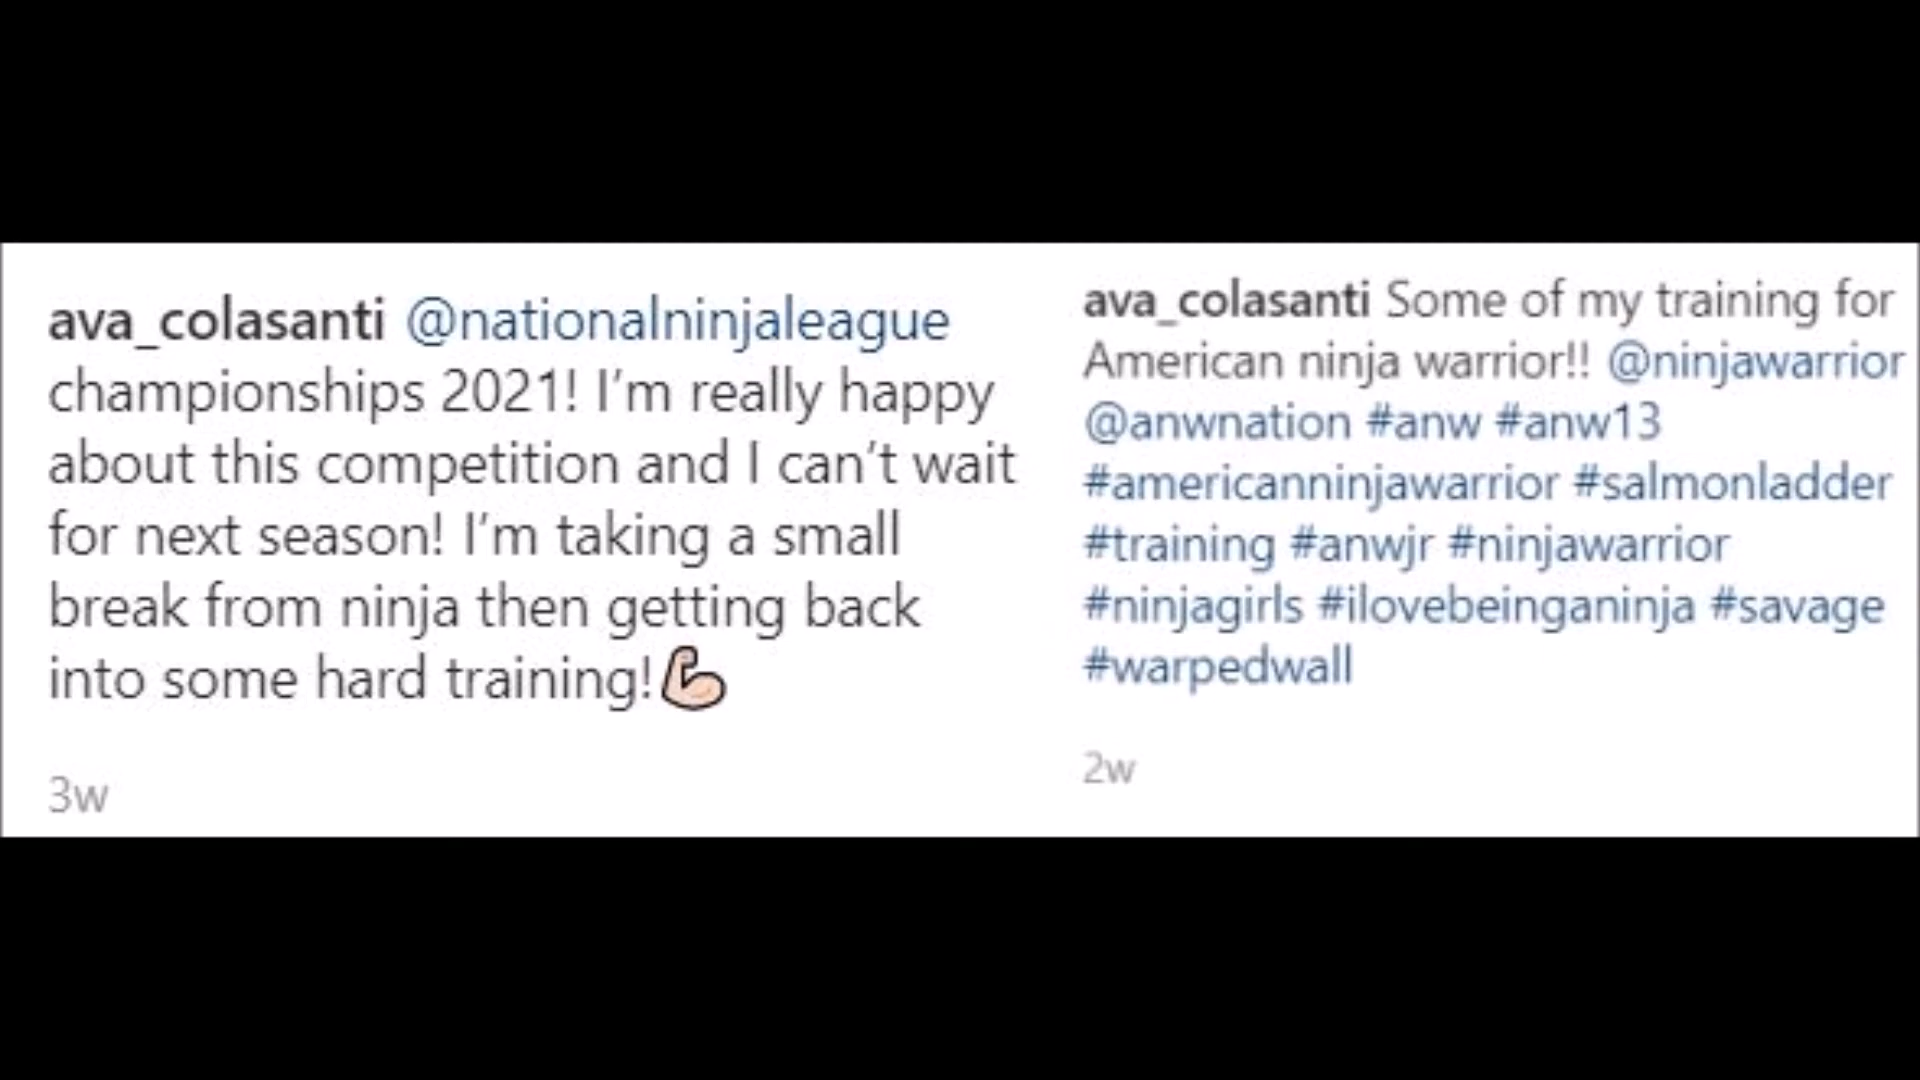 ava_colasanti @nationalninjaleague
championships 2021! I'm really happy
about this competition and I can't wait
for next season! I'm taking a small
break from ninja then getting back
into some hard training!💪🏻
3w
ava_colasanti Some of my training for
American ninja warrior!! @ninjawarrior
@anwnation #anw #anw13
#americanninjawarrior #salmonladder
#training #anwjr #ninjawarrior
#ninjagirls #ilovebeinganinja #savage
#warpedwall
2w